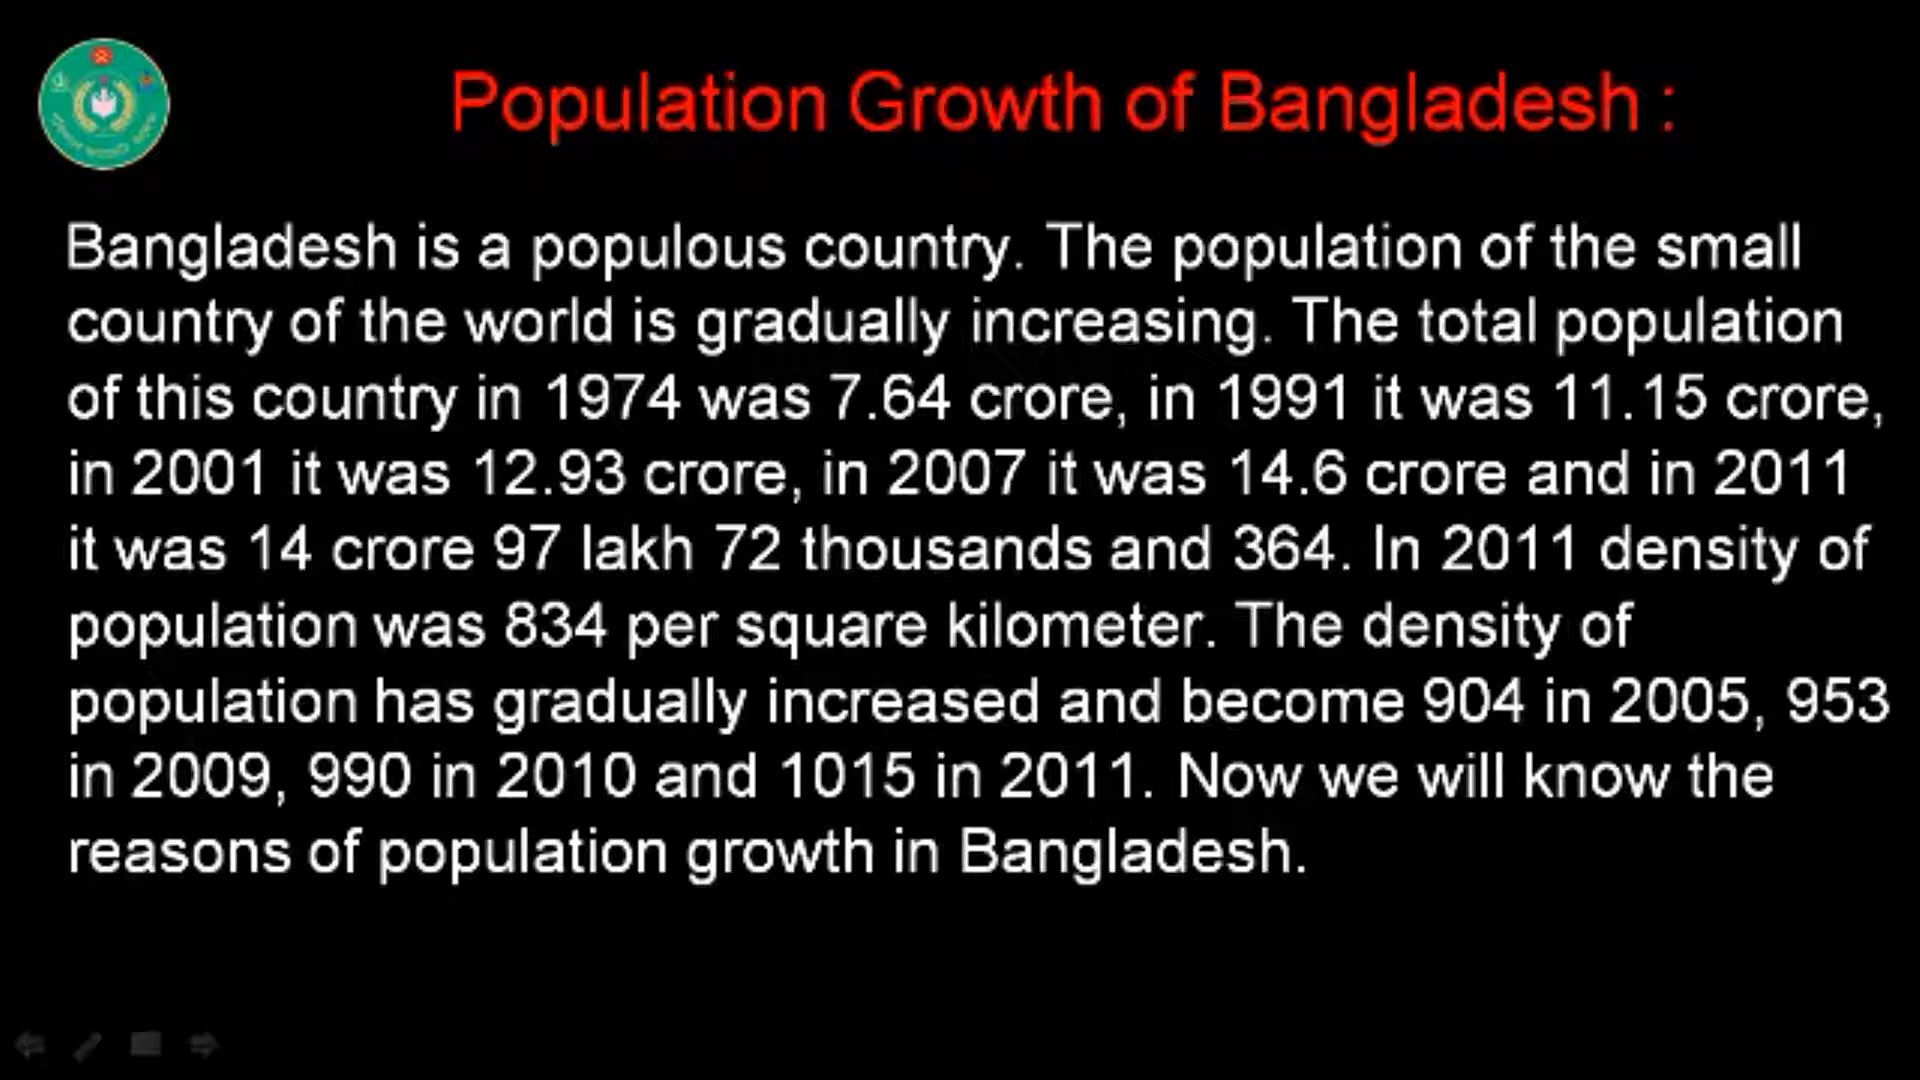 Population Growth of Bangladesh :
Bangladesh is a populous country. The population of the small
country of the world is gradually increasing. The total population
of this country in 1974 was 7.64 crore, in 1991 it was 11.15 crore,
in 2001 it was 12.93 crore, in 2007 it was 14.6 crore and in 2011
it was 14 crore 97 lakh 72 thousands and 364. In 2011 density of
population was 834 per square kilometer. The density of
population has gradually increased and become 904 in 2005, 953
in 2009, 990 in 2010 and 1015 in 2011. Now we will know the
reasons of population growth in Bangladesh.